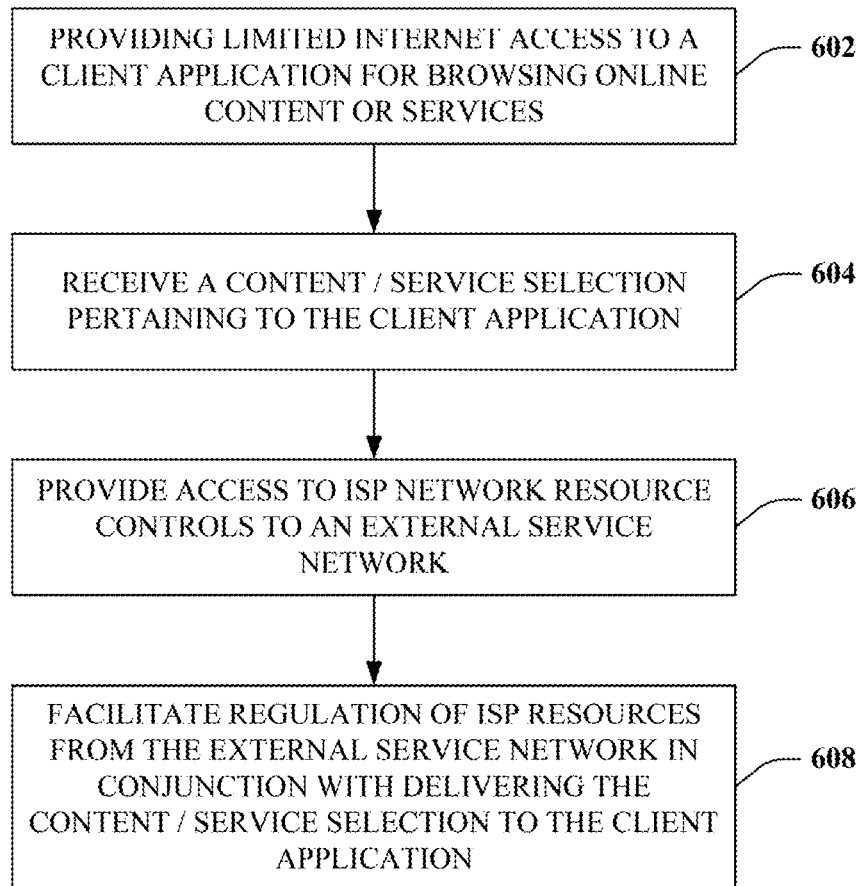 PROVIDING LIMITED INTERNET ACCESS TO A
CLIENT APPLICATION FOR BROWSING ONLINE
CONTENT OR SERVICES
602
RECEIVE A CONTENT / SERVICE SELECTION
PERTAINING TO THE CLIENT APPLICATION
604
PROVIDE ACCESS TO ISP NETWORK RESOURCE
CONTROLS TO AN EXTERNAL SERVICE
NETWORK
606
FACILITATE REGULATION OF ISP RESOURCES
FROM THE EXTERNAL SERVICE NETWORK IN
CONJUNCTION WITH DELIVERING THE
CONTENT / SERVICE SELECTION TO THE CLIENT
APPLICATION
608